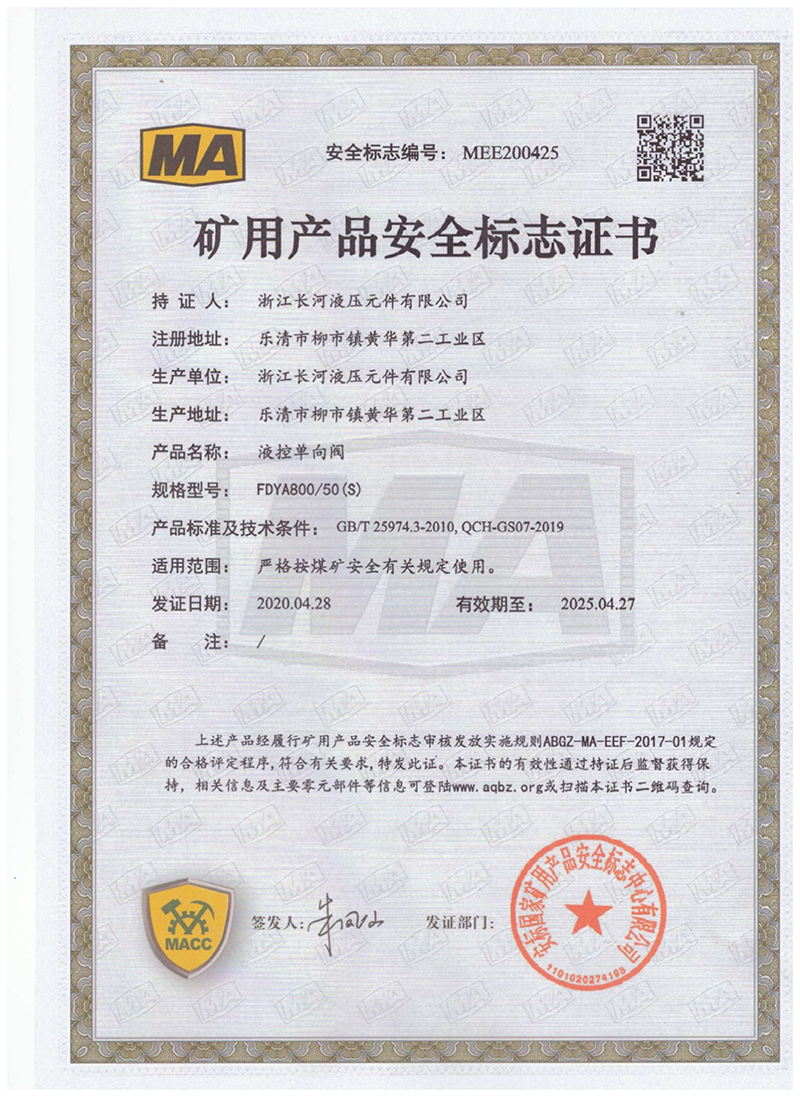 MA
安全标志编号： MEE200425
矿用产品安全标志证书
持 证 人： 浙江长河液压元件有限公司
注册地址： 乐清市柳市镇黄华第二工业区
生产单位： 浙江长河液压元件有限公司
生产地址： 乐清市柳市镇黄华第二工业区
产品名称： 液控单向阀
规格型号： FDYA800/50(S)
产品标准及技术条件： GB/T 25974.3-2010, QCH-GS07-2019
适用范围： 严格按煤矿安全有关规定使用。
发证日期： 2020.04.28 有效期至： 2025.04.27
备 注： /
上述产品经履行矿用产品安全标志审核发放实施规则ABGZ-MA-EEF-2017-01规定
的合格评定程序,符合有关要求,特发此证。本证书的有效性通过持证后监督获得保
持，相关信息及主要零元部件等信息可登陆www.aqbz.org或扫描本证书二维码查询。
MACC
签发人:
发证部门:
安标国家矿用产品安全标志中心有限公司
1101020274198